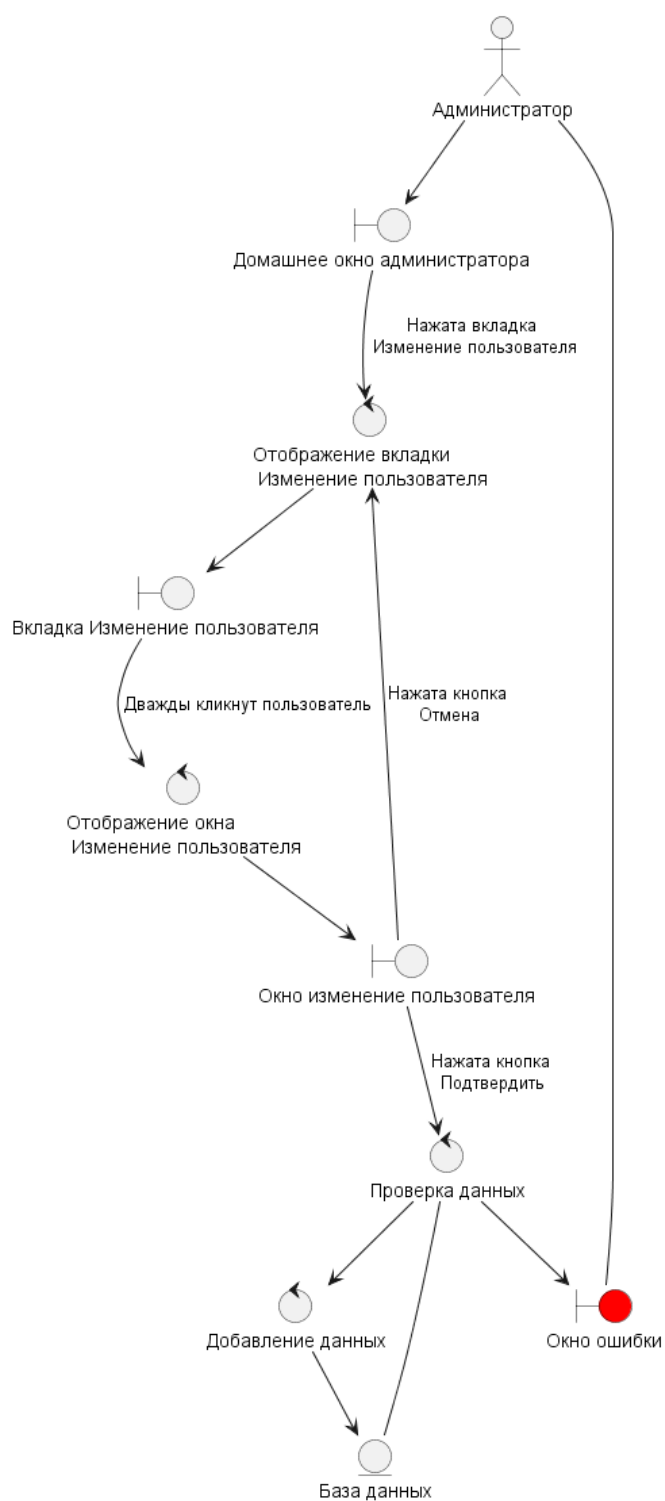 Администратор
Домашнее окно администратора
Нажата вкладка
Изменение пользователя
Отображение вкладки
Изменение пользователя
Вкладка Изменение пользователя
Дважды кликнут пользователь
Нажата кнопка
Отмена
Отображение окна
Изменение пользователя
Окно изменение пользователя
Нажата кнопка
Подтвердить
Проверка данных
Добавление данных
Окно ошибки
База данных